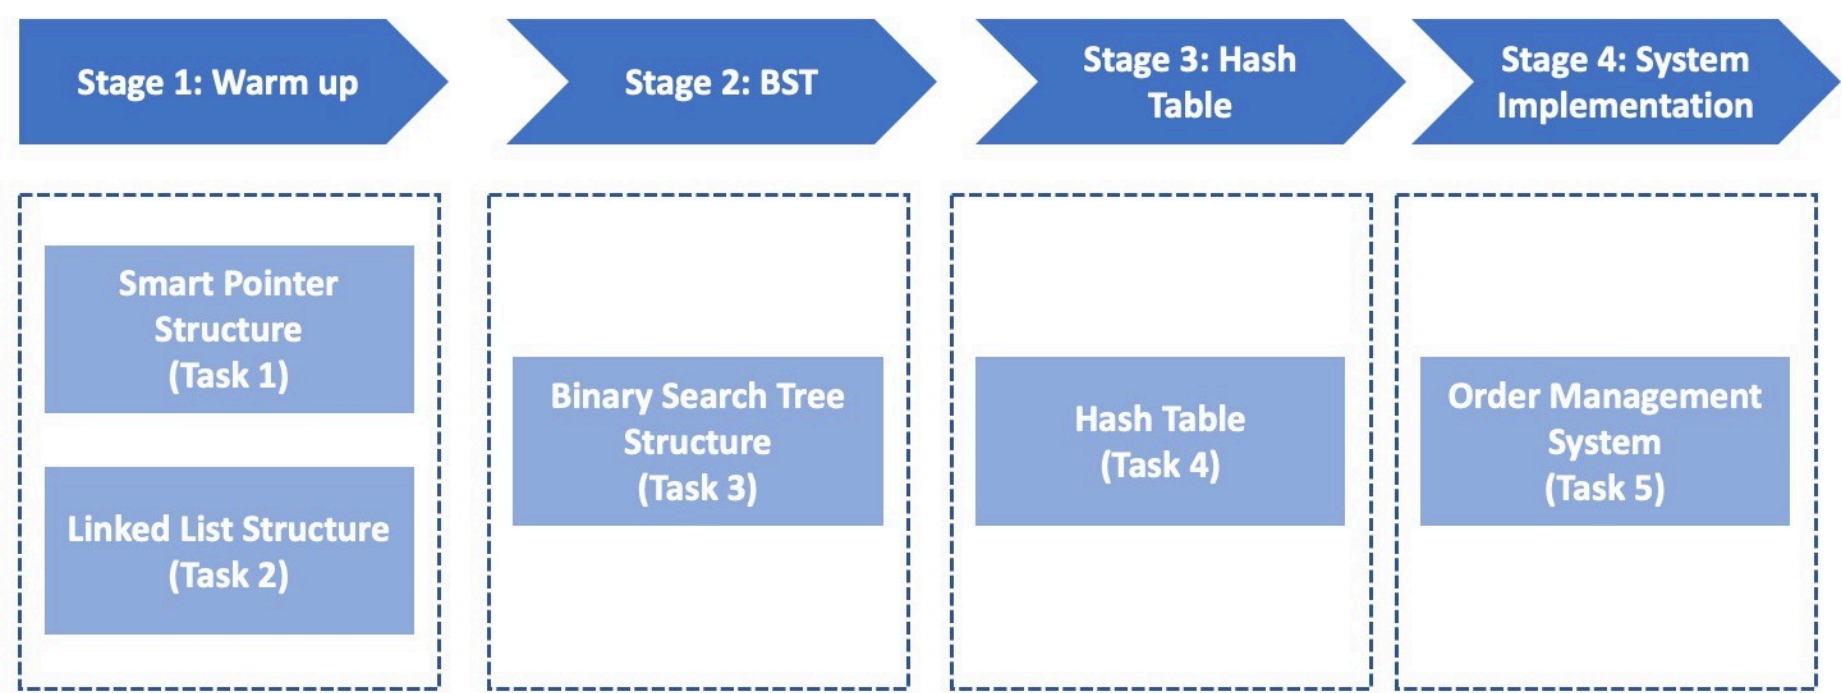 Stage 1: Warm up
Stage 2: BST
Stage 3: Hash
Table
Stage 4: System
Implementation
Smart Pointer
Structure
(Task 1)
Linked List Structure
(Task 2)
Binary Search Tree
Structure
(Task 3)
Hash Table
(Task 4)
Order Management
System
(Task 5)